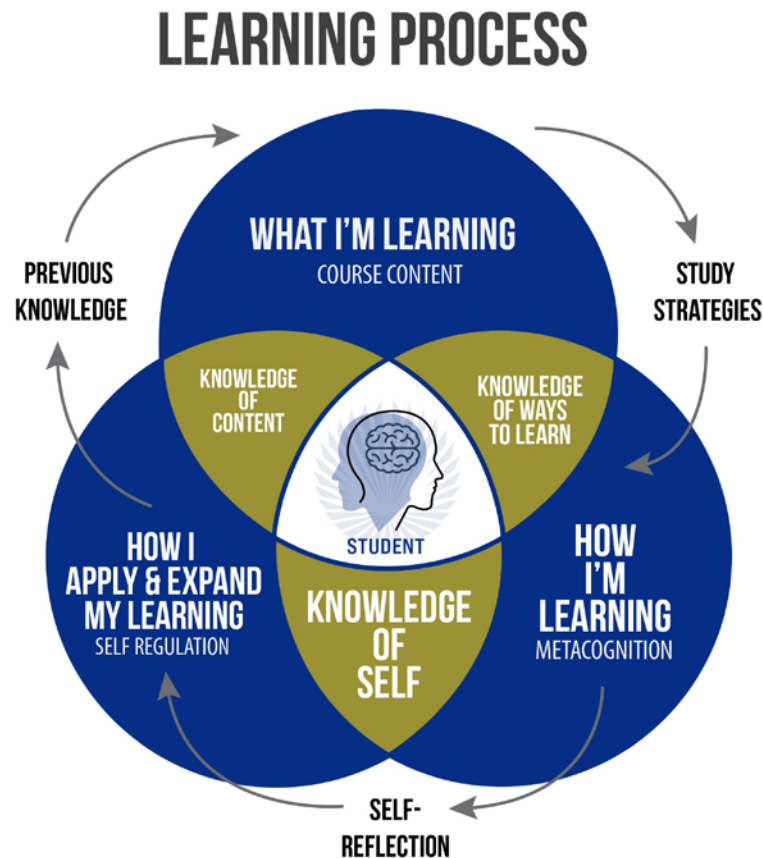 LEARNING PROCESS
WHAT I'M LEARNING
COURSE CONTENT
PREVIOUS
KNOWLEDGE
STUDY
STRATEGIES
KNOWLEDGE
OF
CONTENT
KNOWLEDGE
OF WAYS
TO LEARN
STUDENT
HOW I
APPLY & EXPAND
MY LEARNING
SELF REGULATION
KNOWLEDGE
OF
SELF
HOW
I'M
LEARNING
METACOGNITION
SELF-
REFLECTION